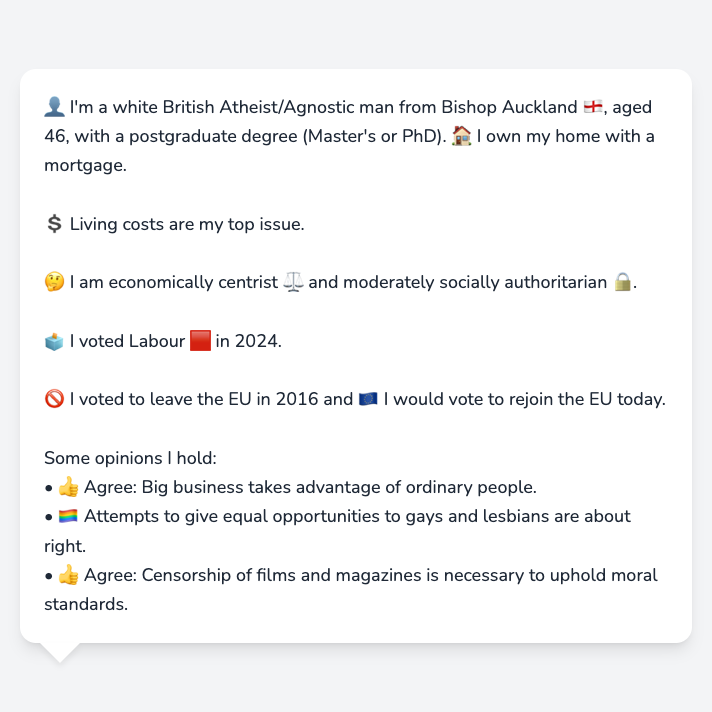 👤 I'm a white British Atheist/Agnostic man from Bishop Auckland 🏴󠁧󠁢󠁥󠁮󠁧󠁿, aged
46, with a postgraduate degree (Master's or PhD). 🏠 I own my home with a
mortgage.
💲 Living costs are my top issue.
🤔 I am economically centrist ⚖️ and moderately socially authoritarian 🔒.
🗳️ I voted Labour 🟥 in 2024.
🚫 I voted to leave the EU in 2016 and 🇪🇺 I would vote to rejoin the EU today.
Some opinions I hold:
• 👍 Agree: Big business takes advantage of ordinary people.
• 🏳️‍🌈 Attempts to give equal opportunities to gays and lesbians are about
right.
• 👍 Agree: Censorship of films and magazines is necessary to uphold moral
standards.